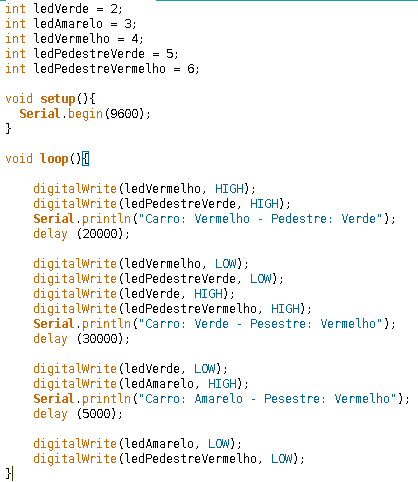 int ledVerde = 2;
int ledAmarelo = 3;
int ledVermelho = 4;
int ledPedestreVerde = 5;
int ledPedestreVermelho = 6;

void setup(){
  Serial.begin(9600);
}

void loop(){

    digitalWrite(ledVermelho, HIGH);
    digitalWrite(ledPedestreVerde, HIGH);
    Serial.println("Carro: Vermelho - Pedestre: Verde");
    delay (20000);

    digitalWrite(ledVermelho, LOW);
    digitalWrite(ledPedestreVerde, LOW);
    digitalWrite(ledVerde, HIGH);
    digitalWrite(ledPedestreVermelho, HIGH);
    Serial.println("Carro: Verde - Pesestre: Vermelho");
    delay (30000);

    digitalWrite(ledVerde, LOW);
    digitalWrite(ledAmarelo, HIGH);
    Serial.println("Carro: Amarelo - Pesestre: Vermelho");
    delay (5000);

    digitalWrite(ledAmarelo, LOW);
    digitalWrite(ledPedestreVermelho, LOW);
}